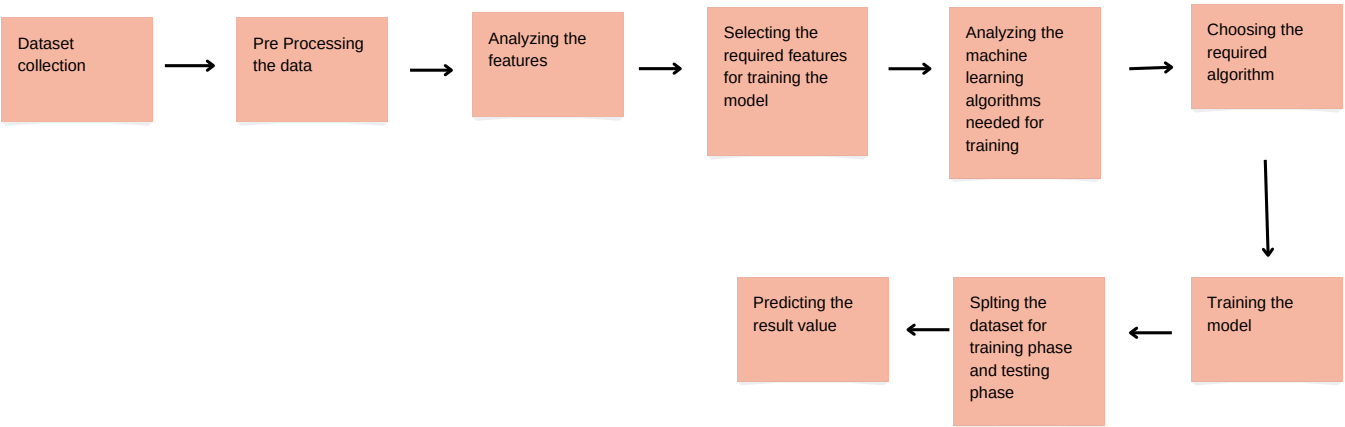 Dataset
collection
Pre Processing
the data
Analyzing the
features
Selecting the
required features
for training the
model
Analyzing the
machine
learning
algorithms
needed for
training
Choosing the
required
algorithm
Training the
model
Splting the
dataset for
training phase
and testing
phase
Predicting the
result value